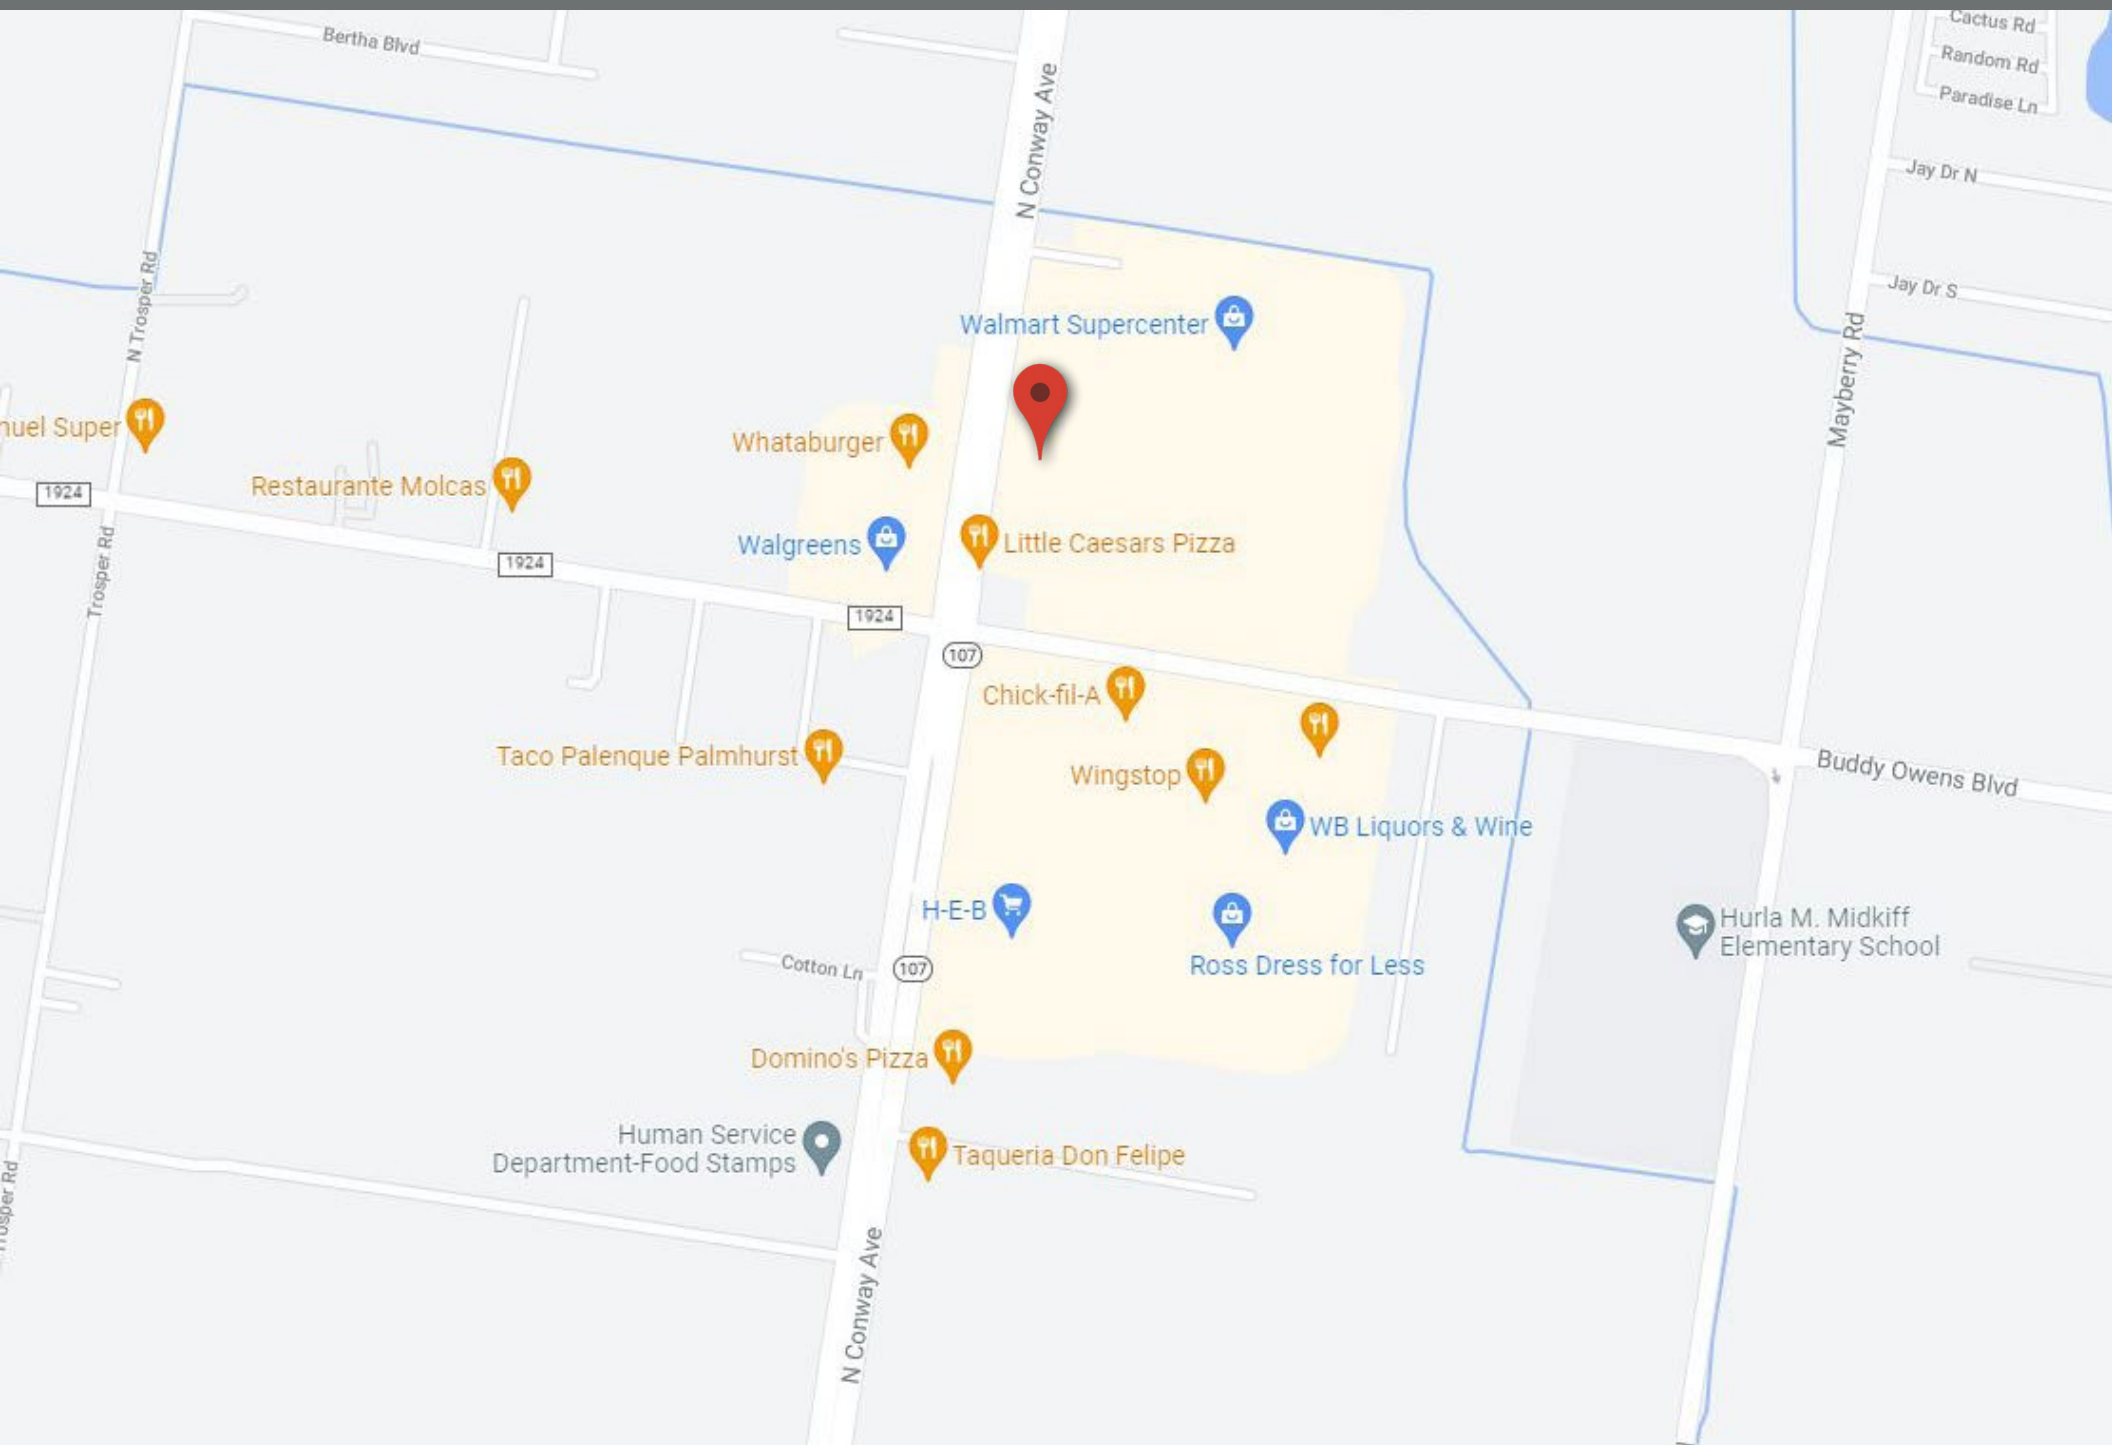 Bertha Blvd
N Conway Ave
Cactus Rd
Random Rd
Paradise Ln
Jay Dr N
Jay Dr S
N Trosper Rd
Mayberry Rd
Walmart Supercenter
Super
Whataburger
Restaurante Molcas
1924
Walgreens
Little Caesars Pizza
1924
Trosper Rd
1924
107
Chick-fil-A
Taco Palenque Palmhurst
Wingstop
Buddy Owens Blvd
WB Liquors & Wine
H-E-B
Hurla M. Midkiff
Elementary School
Cotton Ln
107
Ross Dress for Less
Domino's Pizza
Human Service
Department-Food Stamps
Taqueria Don Felipe
Rd
N Conway Ave